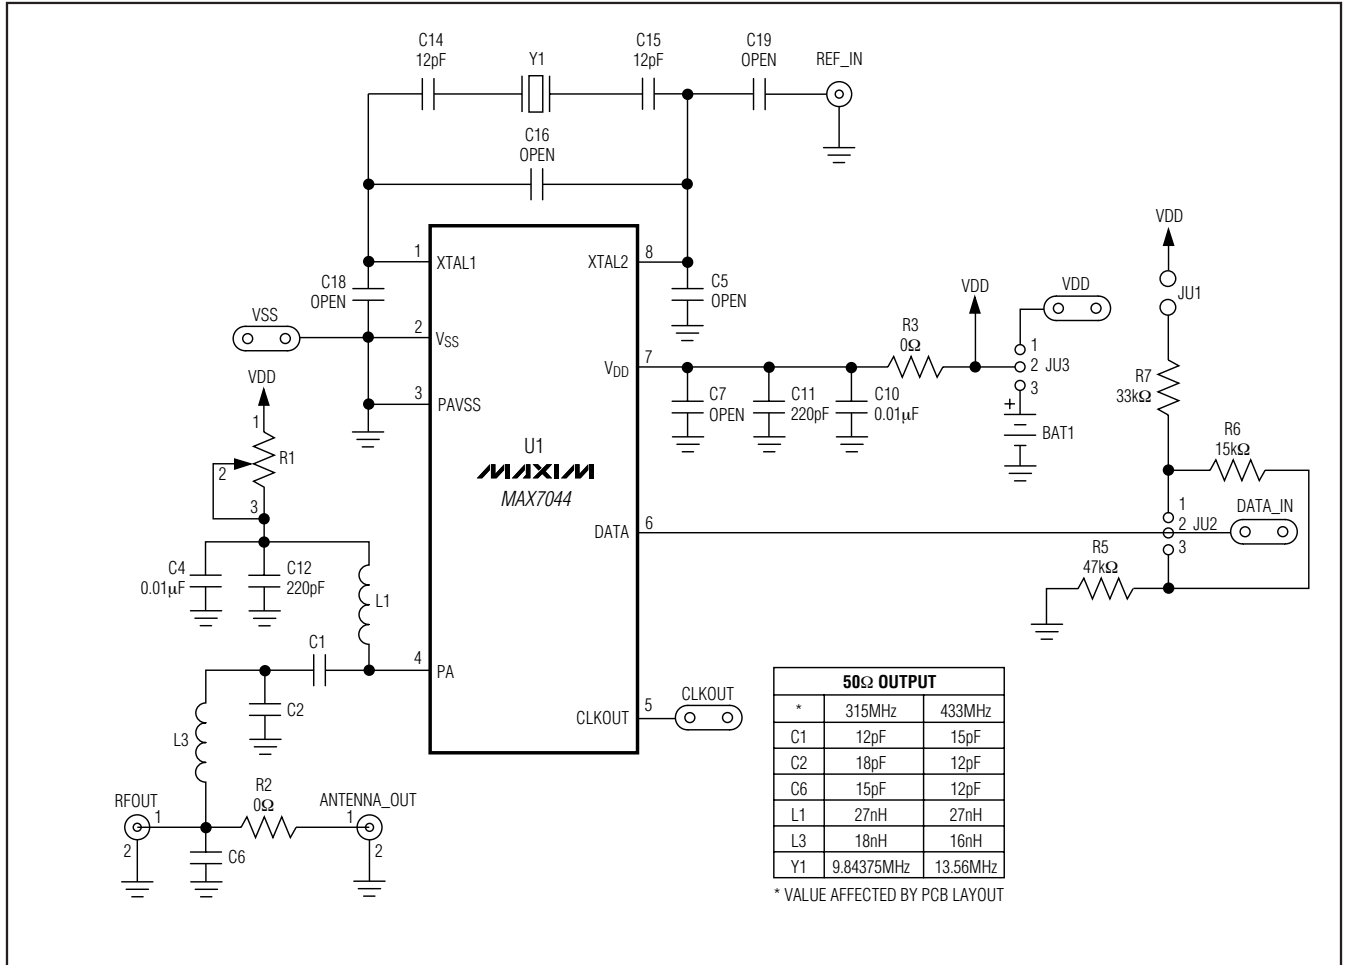 C14
12pF
Y1
C15
12pF
C19
OPEN
REF_IN
C16
OPEN
VDD
1
XTAL1
XTAL2
8
C18
OPEN
C5
OPEN
VDD
VDD
JU1
VSS
2
VSS
R3
0Ω
1
2 JU3
3
7
VDD
VDD
1
R1
2
3
3
PAVSS
C7
OPEN
C11
220pF
C10
0.01µF
+
BAT1
R7
33kΩ
R6
15kΩ
U1
MAXIM
MAX7044
DATA
6
1
2 JU2
3
DATA_IN
R5
47kΩ
C4
0.01µF
C12
220pF
L1
C1
4
PA
C2
L3
CLKOUT
5
CLKOUT
RFOUT
1
2
R2
0Ω
ANTENNA_OUT
1
2
C6
50Ω OUTPUT
* 315MHz 433MHz
C1 12pF 15pF
C2 18pF 12pF
C6 15pF 12pF
L1 27nH 27nH
L3 18nH 16nH
Y1 9.84375MHz 13.56MHz
* VALUE AFFECTED BY PCB LAYOUT